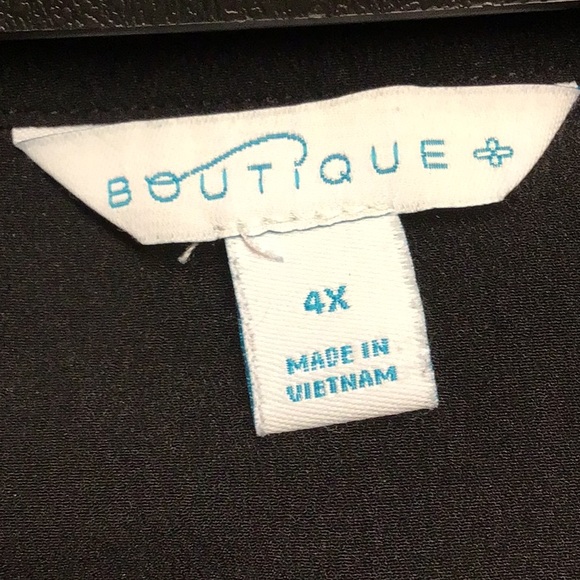 BOUTIQUE +
4X
MADE IN
VIETNAM